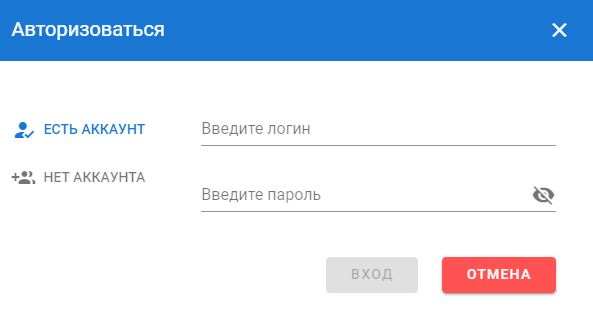 Авторизоваться
ЕСТЬ АККАУНТ
Введите логин
НЕТ АККАУНТА
Введите пароль
ВХОД
ОТМЕНА